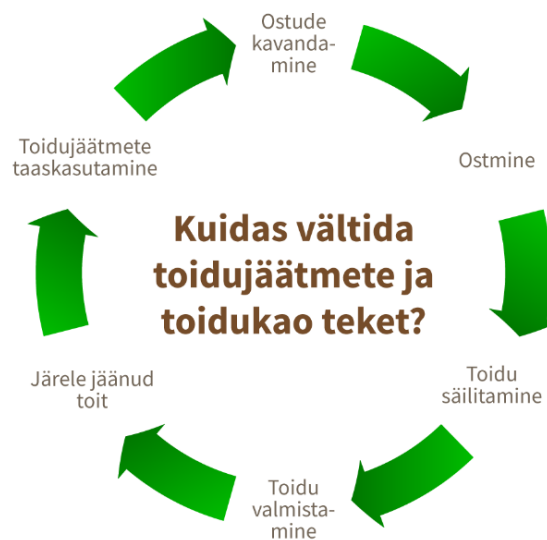 Ostude
kavanda-
mine
Ostmine
Toidu
säilitamine
Toidu
valmista-
mine
Järele jäänud
toit
Toidujäätmete
taaskasutamine
Kuidas vältida
toidujäätmete ja
toidukao teket?